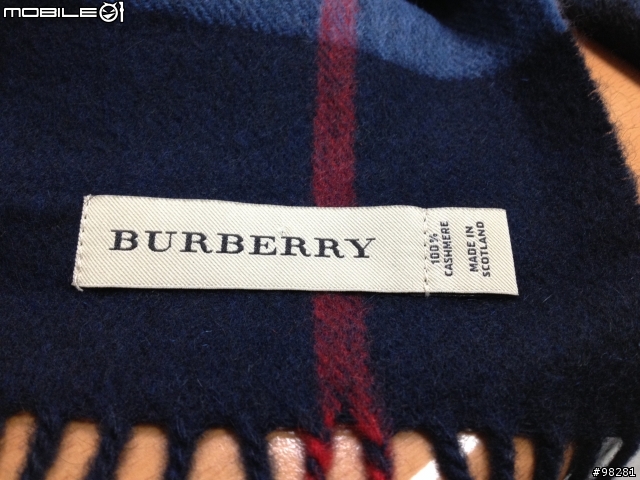 MOBILE01
BURBERRY
100%
CASHMERE
MADE IN
SCOTLAND
#98281